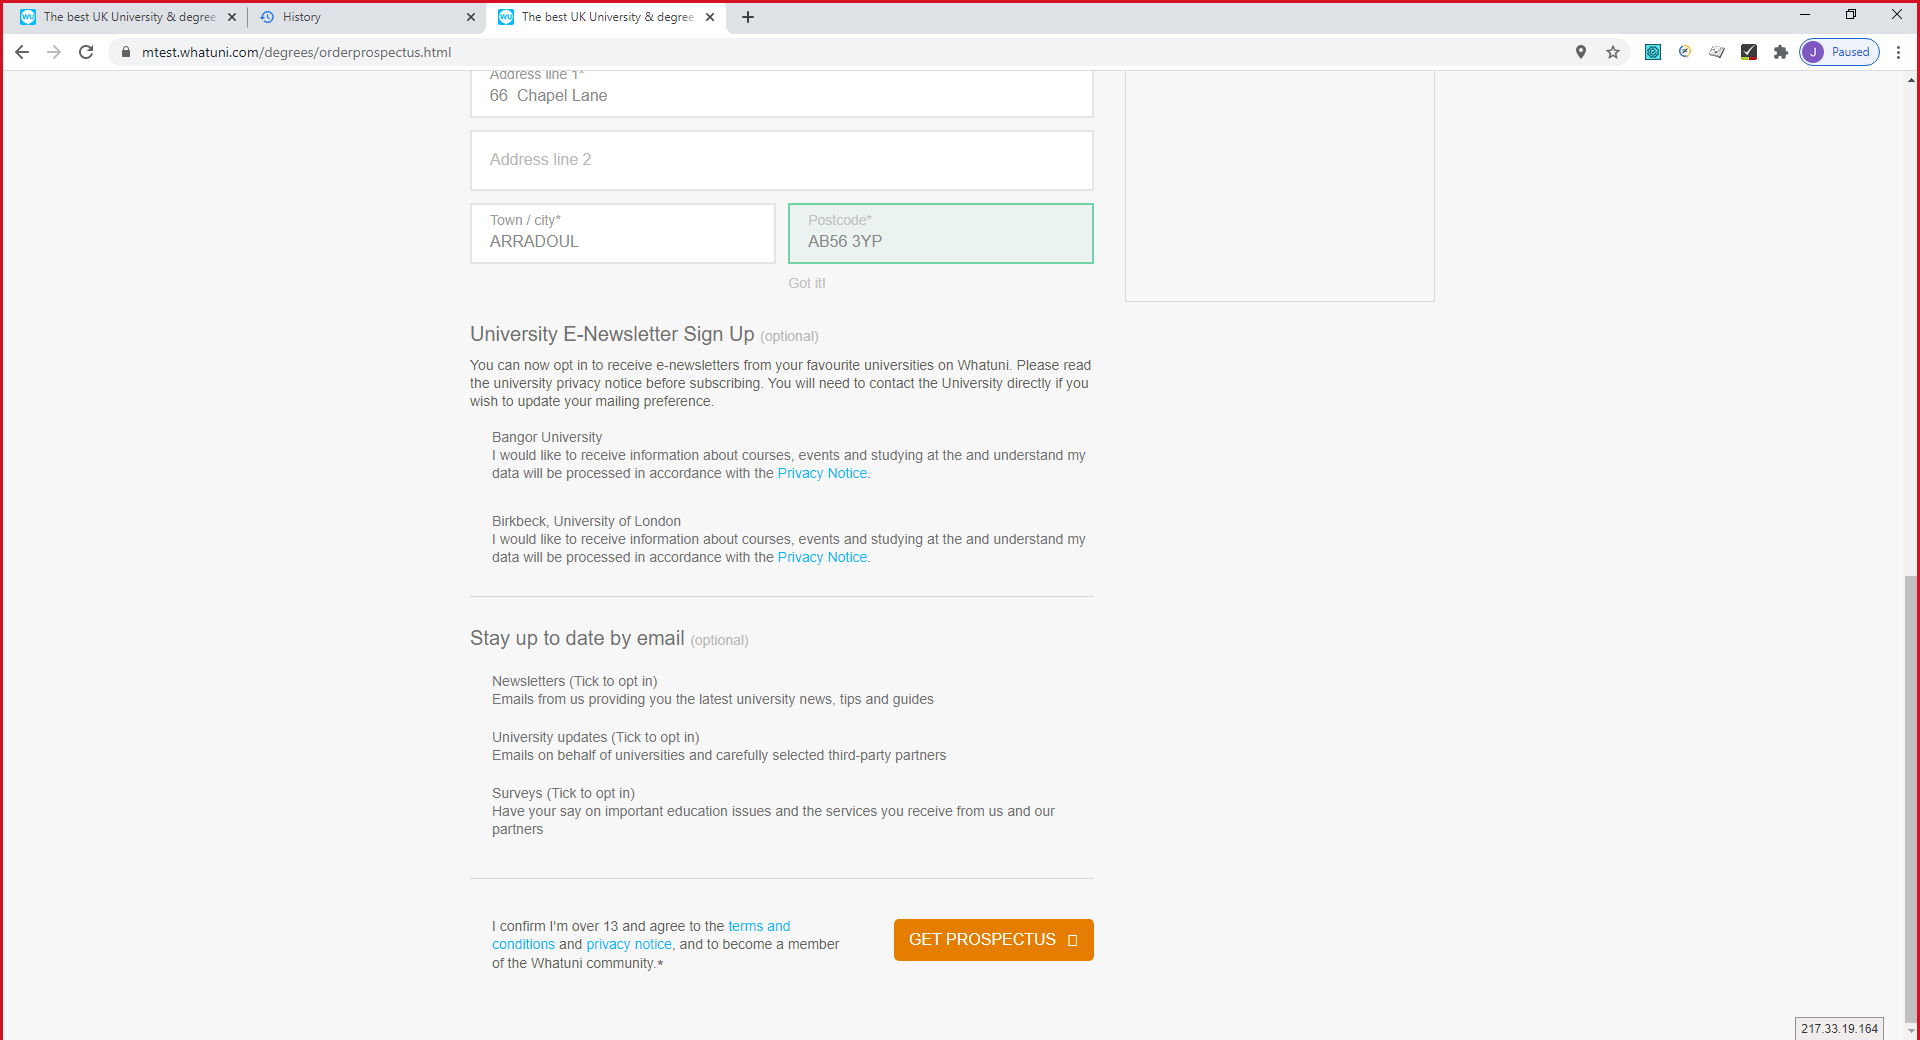 The best UK University & degree
History
The best UK University & degree
mtest.whatuni.com/degrees/orderprospectus.html
J Paused
Address line 1*
66  Chapel Lane
Address line 2
Town / city*
ARRADOUL
Postcode*
AB56 3YP
Got it!
University E-Newsletter Sign Up (optional)
You can now opt in to receive e-newsletters from your favourite universities on Whatuni. Please read
the university privacy notice before subscribing. You will need to contact the University directly if you
wish to update your mailing preference.
Bangor University
I would like to receive information about courses, events and studying at the and understand my
data will be processed in accordance with the Privacy Notice.
Birkbeck, University of London
I would like to receive information about courses, events and studying at the and understand my
data will be processed in accordance with the Privacy Notice.
Stay up to date by email (optional)
Newsletters (Tick to opt in)
Emails from us providing you the latest university news, tips and guides
University updates (Tick to opt in)
Emails on behalf of universities and carefully selected third-party partners
Surveys (Tick to opt in)
Have your say on important education issues and the services you receive from us and our
partners
I confirm I'm over 13 and agree to the terms and
conditions and privacy notice, and to become a member
of the Whatuni community.*
GET PROSPECTUS
217.33.19.164